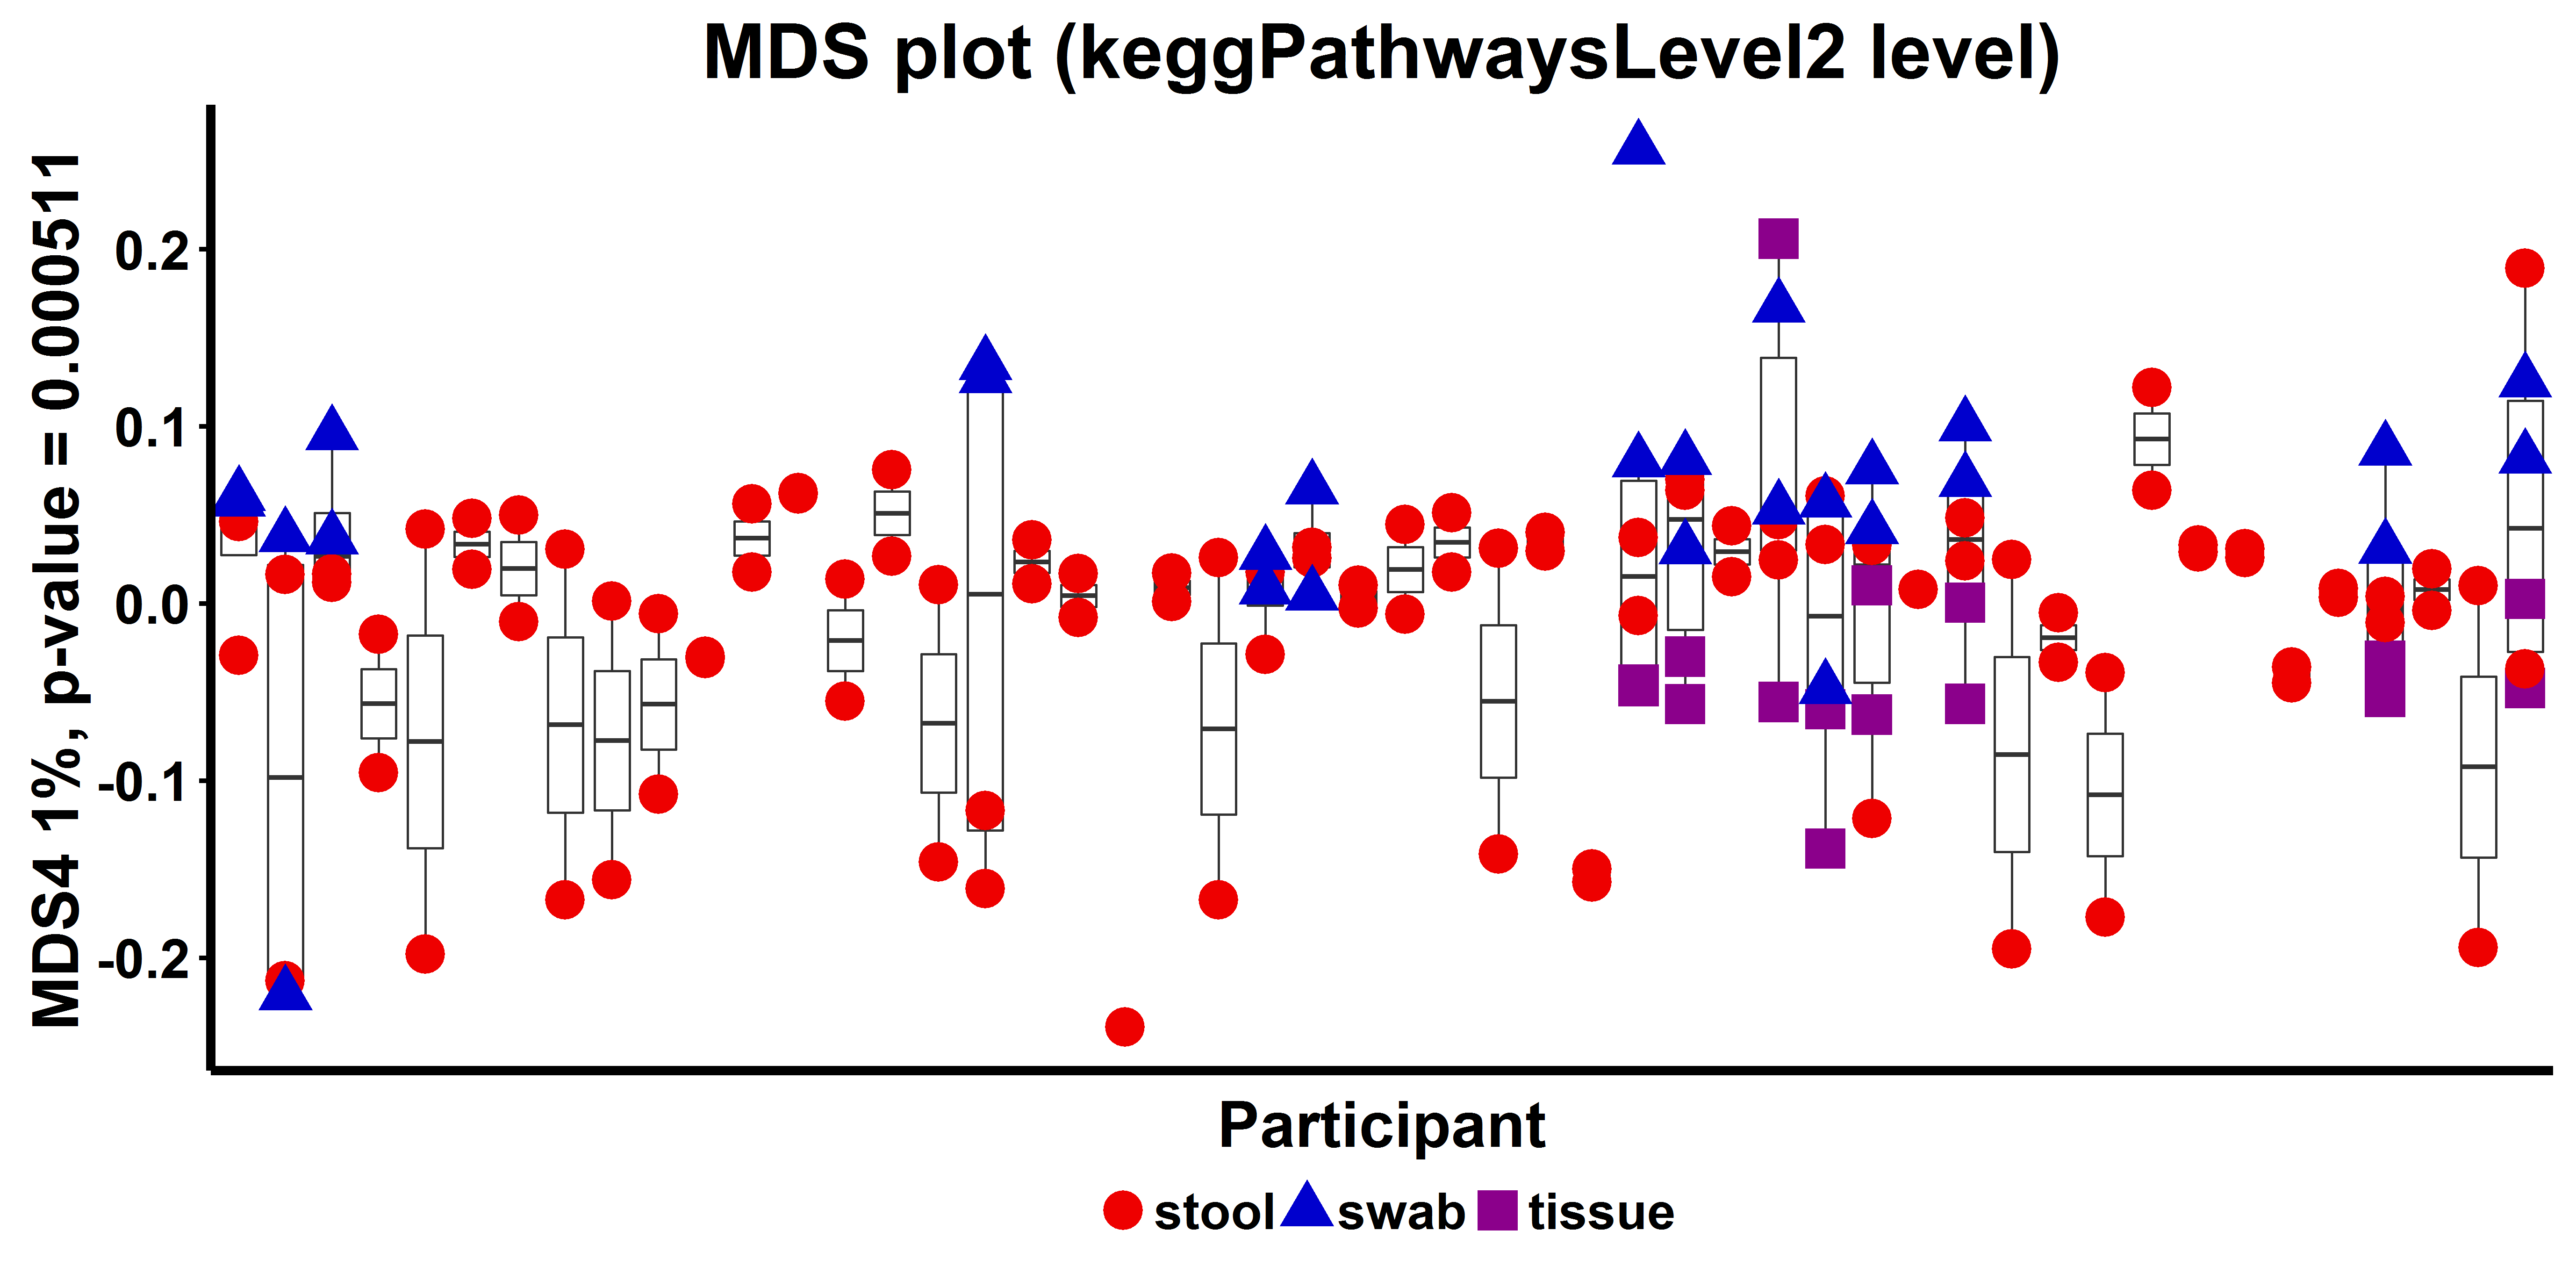 MDS plot (keggPathwaysLevel2 level)
MDS4 1%, p-value = 0.000511
0.2
0.1
0.0
-0.1
-0.2
Participant
stool swab tissue